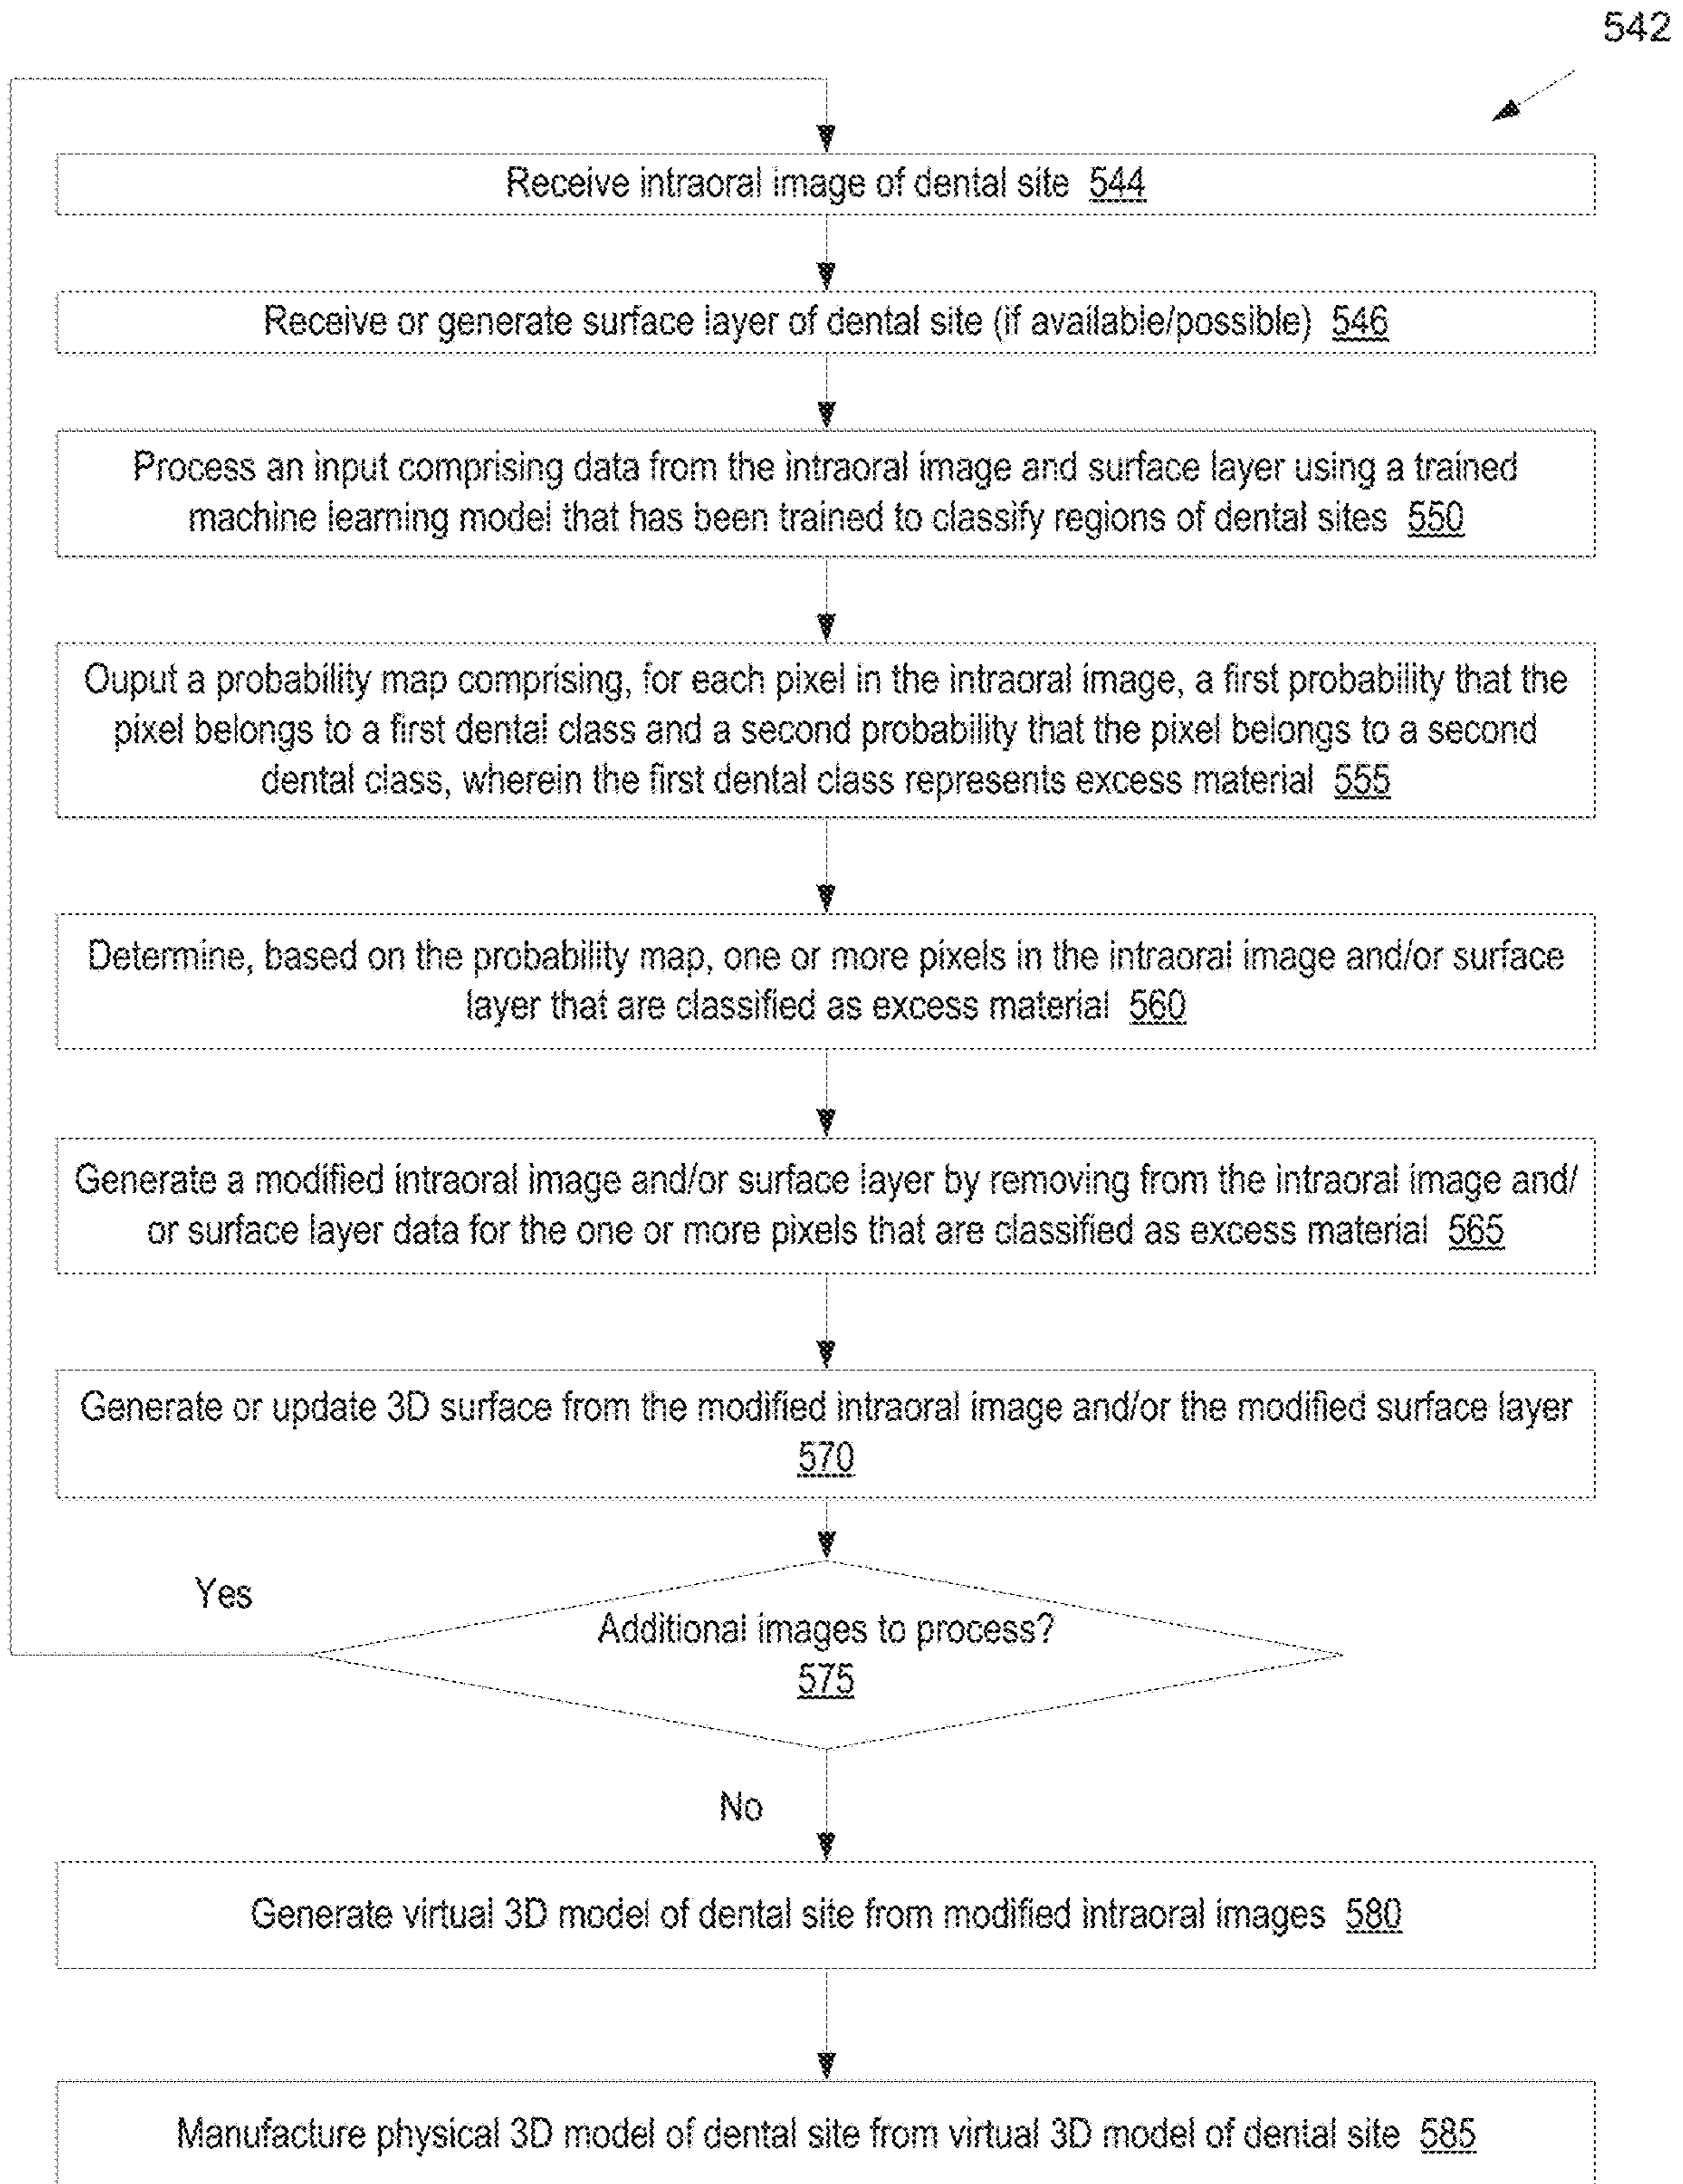 542
Receive intraoral image of dental site 544
Receive or generate surface layer of dental site (if available/possible) 546
Process an input comprising data from the intraoral image and surface layer using a trained
machine learning model that has been trained to classify regions of dental sites 550
Ouput a probability map comprising, for each pixel in the intraoral image, a first probability that the
pixel belongs to a first dental class and a second probability that the pixel belongs to a second
dental class, wherein the first dental class represents excess material 555
Determine, based on the probability map, one or more pixels in the intraoral image and/or surface
layer that are classified as excess material 560
Generate a modified intraoral image and/or surface layer by removing from the intraoral image and/
or surface layer data for the one or more pixels that are classified as excess material 565
Generate or update 3D surface from the modified intraoral image and/or the modified surface layer
570
Yes
Additional images to process?
575
No
Generate virtual 3D model of dental site from modified intraoral images 580
Manufacture physical 3D model of dental site from virtual 3D model of dental site 585